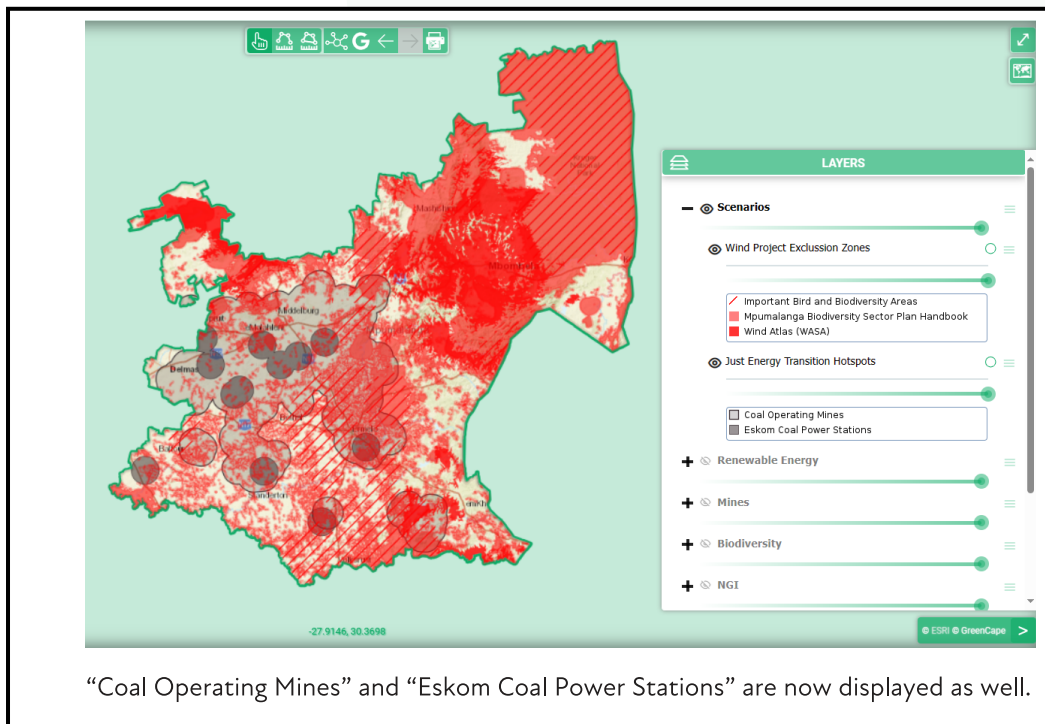 G
LAYERS
Scenarios
Wind Project Exclussion Zones
Important Bird and Biodiversity Areas
Mpumalanga Biodiversity Sector Plan Handbook
Wind Atlas (WASA)
Just Energy Transition Hotspots
Coal Operating Mines
Eskom Coal Power Stations
Renewable Energy
Mines
Biodiversity
NGI
Middelburg
Delmas
-27.9146, 30.3698
© ESRI © GreenCape >
“Coal Operating Mines” and “Eskom Coal Power Stations” are now displayed as well.